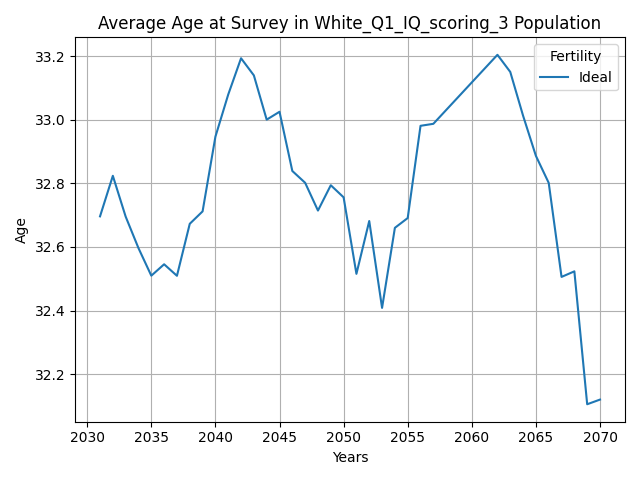 Average Age at Survey in White_Q1_IQ_scoring_3 Population
Fertility
Ideal
33.2
33.0
32.8
32.6
32.4
32.2
Age
2030 2035 2040 2045 2050 2055 2060 2065 2070
Years